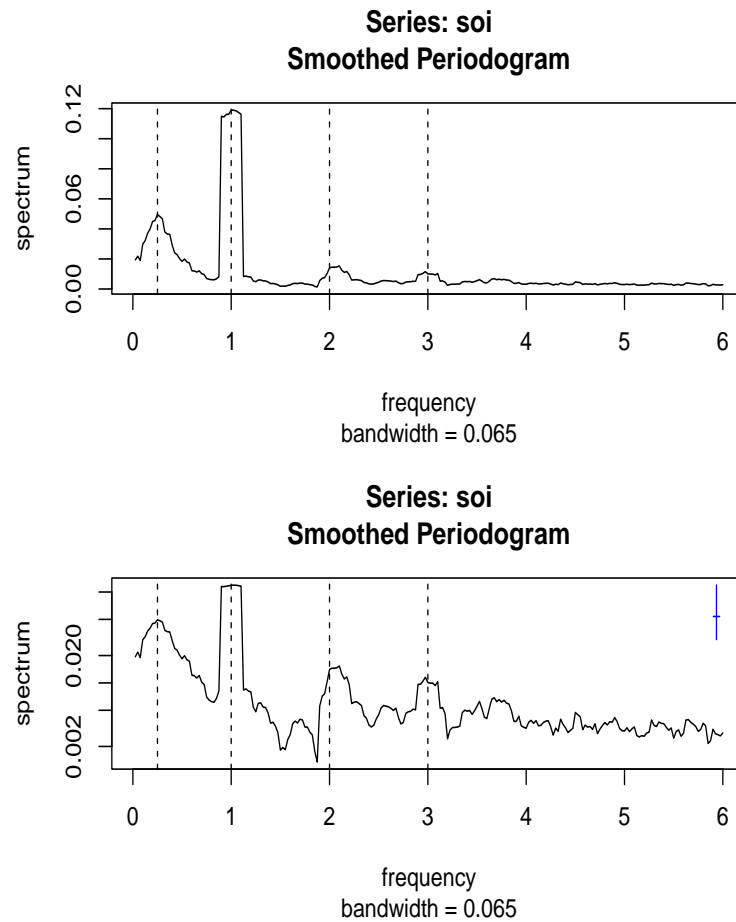 Series: soi
Smoothed Periodogram
spectrum
0.12
0.06
0.00
0 1 2 3 4 5 6
frequency
bandwidth = 0.065
Series: soi
Smoothed Periodogram
spectrum
0.020
0.002
0 1 2 3 4 5 6
frequency
bandwidth = 0.065